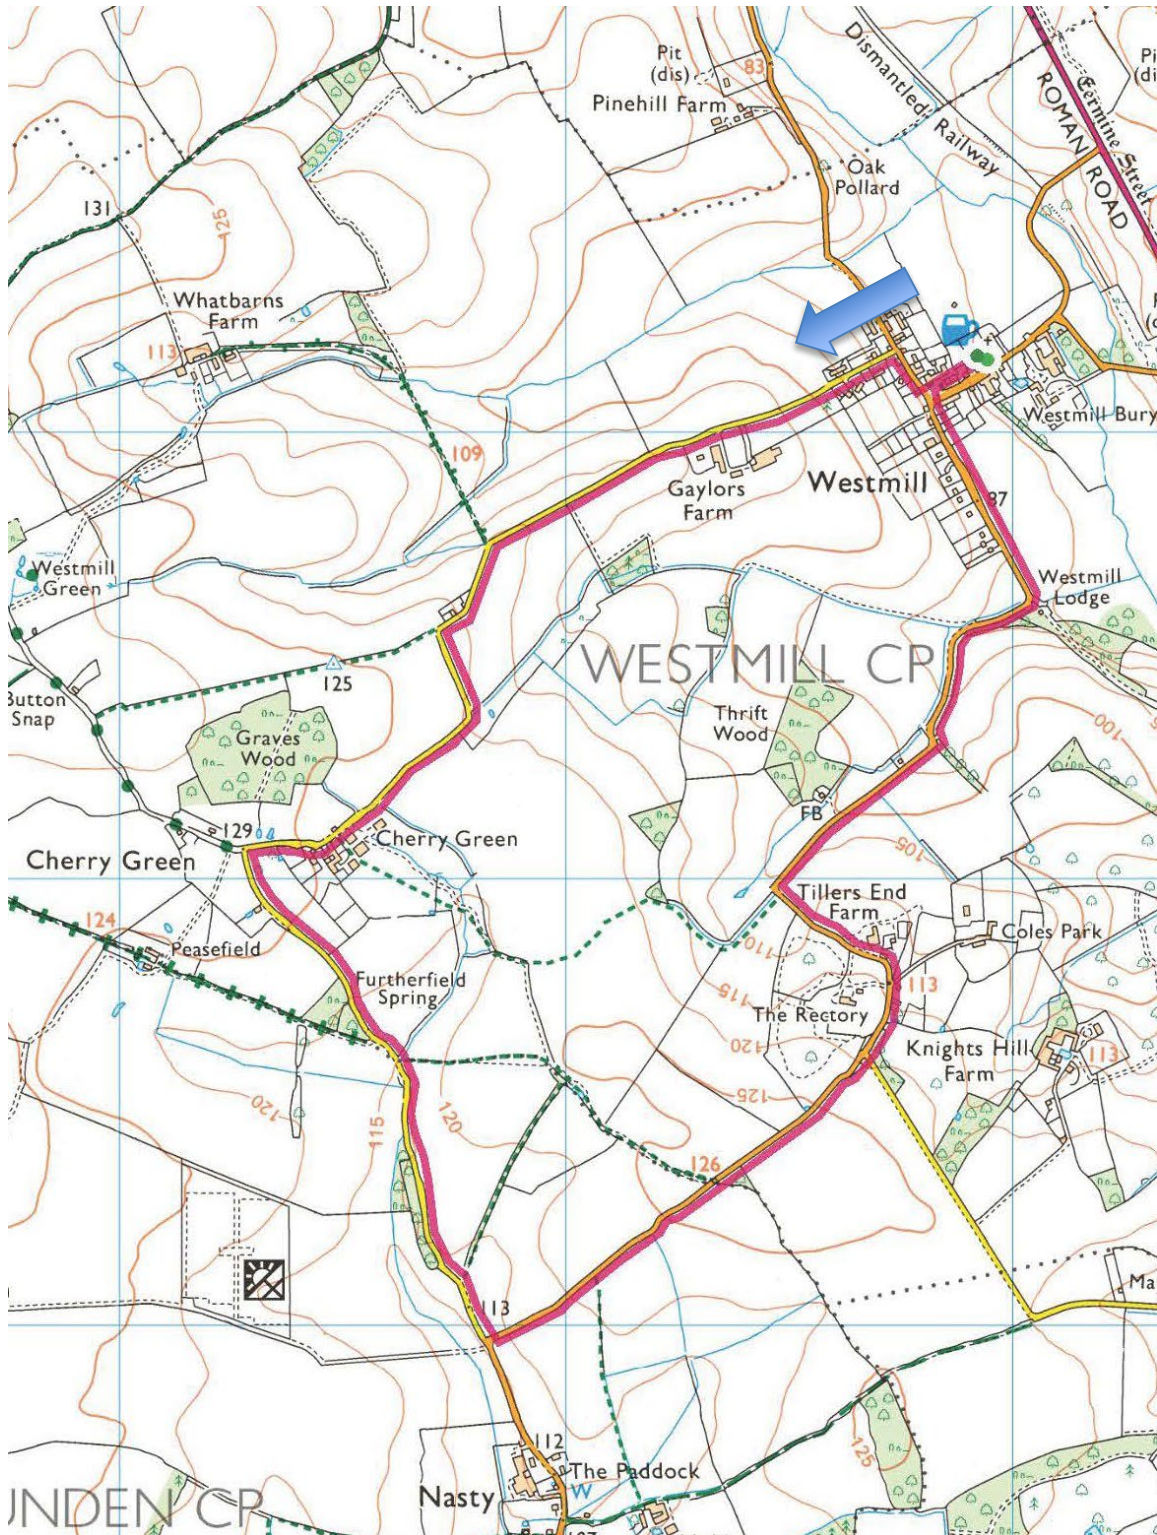 Pit
(dis)
83
Pinehill Farm
Dismantled Railway
Ermine Street
ROMAN ROAD
Oak
Pollard
131
125
Whatbarns
Farm
113
109
Westmill Bury
Gaylors
Farm
Westmill
Westmill
Green
Westmill
Lodge
WESTMILL CP
125
Button
Snap
Graves
Wood
Thrift
Wood
100
FB
129
Cherry Green
Cherry Green
105
Tillers End
Farm
124
Peasefield
Coles Park
110
Furtherfield
Spring
115
113
The Rectory
120
Knights Hill
Farm
113
125
120
115
120
126
113
Ma
112
The Paddock
W
Nasty
125
UNDEN CP
107